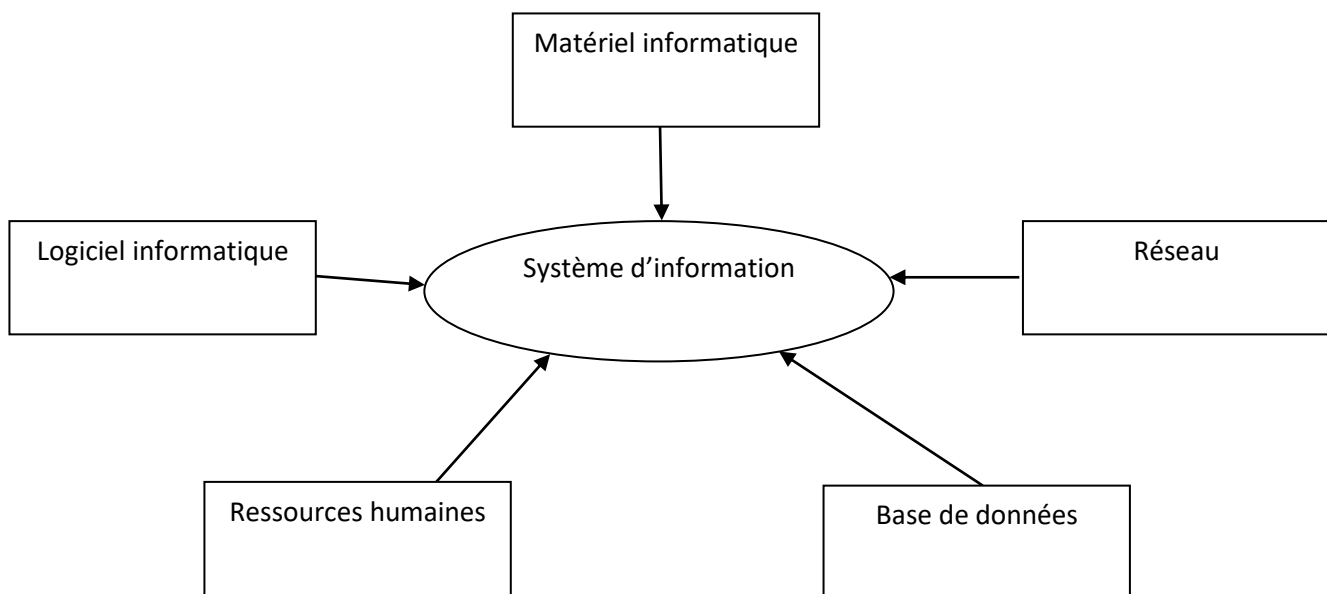 Matériel informatique
Logiciel informatique
Système d’information
Réseau
Ressources humaines
Base de données